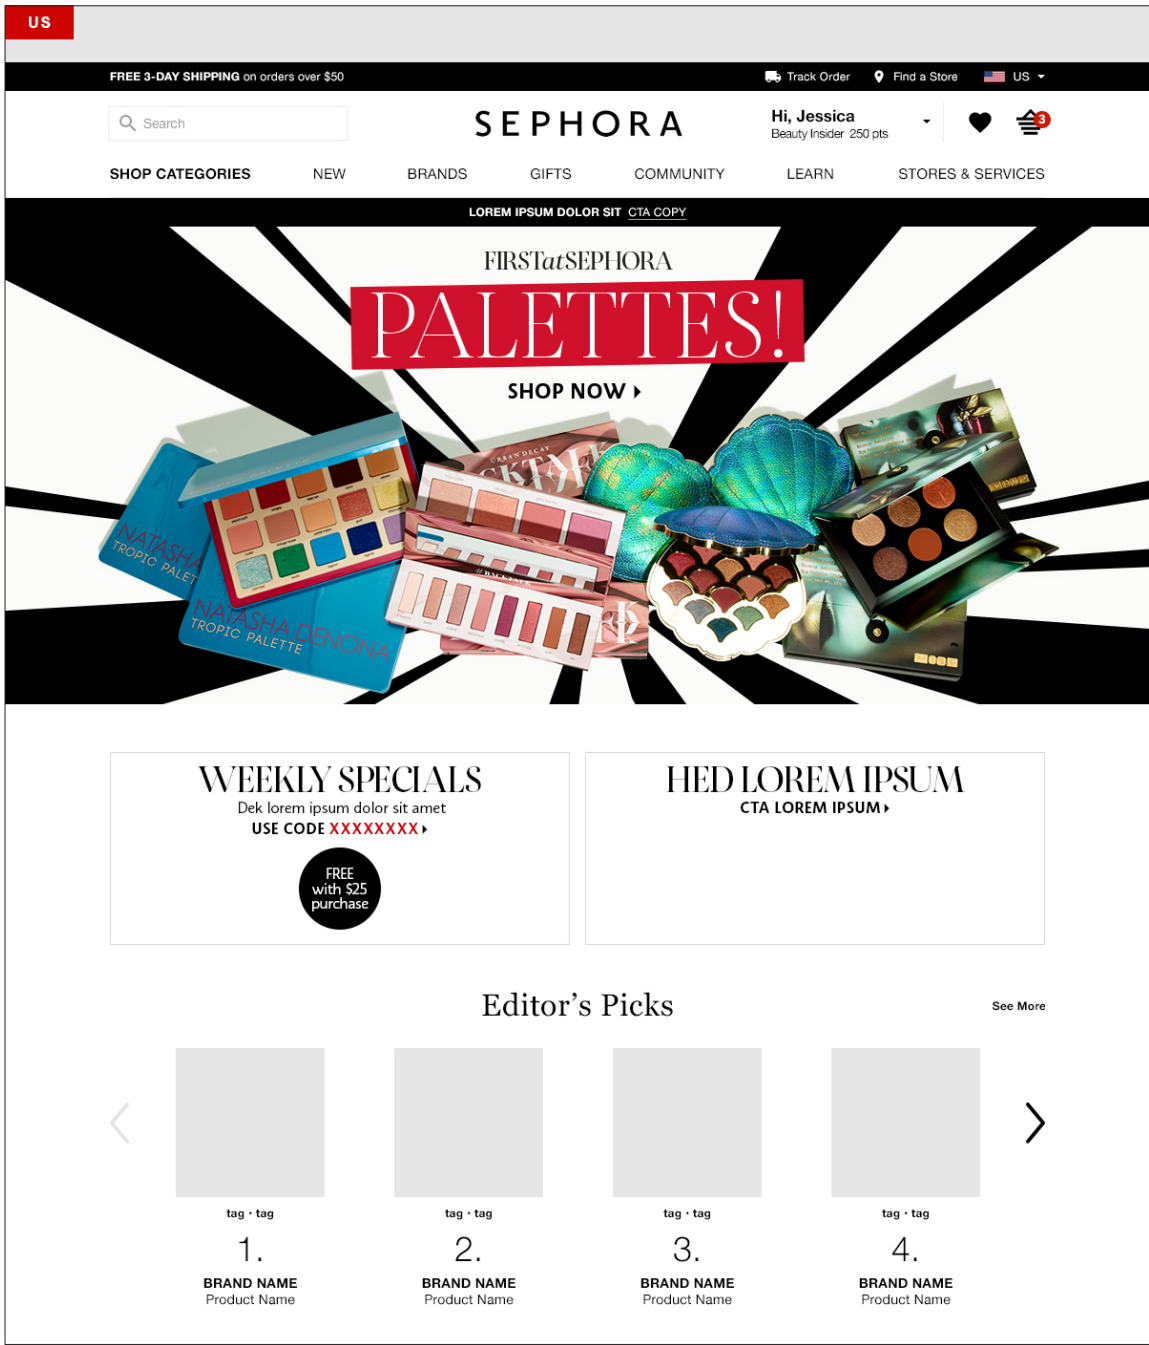 US
FREE 3-DAY SHIPPING on orders over $50
Track Order
Find a Store
US
Search
SEPHORA
Hi, Jessica
Beauty Insider 250 pts
3
SHOP CATEGORIES
NEW
BRANDS
GIFTS
COMMUNITY
LEARN
STORES & SERVICES
LOREM IPSUM DOLOR SIT CTA COPY
FIRSTatSEPHORA
PALETTES!
SHOP NOW
URBAN DECAY
NATASHA
TROPIC PALET
#BACKTALK
NATASHA DENONA
TROPIC PALETTE
WEEKLY SPECIALS
Dek lorem ipsum dolor sit amet
USE CODE XXXXXXXX
FREE
with $25
purchase
HED LOREM IPSUM
CTA LOREM IPSUM
Editor's Picks
See More
tag • tag
1.
BRAND NAME
Product Name
tag • tag
2.
BRAND NAME
Product Name
tag • tag
3.
BRAND NAME
Product Name
tag • tag
4.
BRAND NAME
Product Name